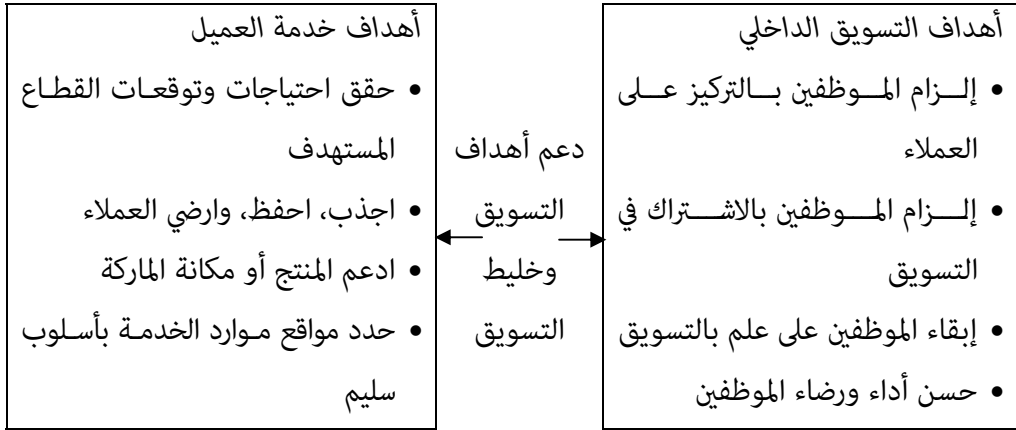 أهداف التسويق الداخلي
• إلزام الموظفين بالتركيز على
العملاء
• إلزام الموظفين بالاشتراك في
التسويق
• إبقاء الموظفين على علم بالتسويق
• حسن أداء ورضاء الموظفين
دعم أهداف
التسويق
وخليط
التسويق
أهداف خدمة العميل
• حقق احتياجات وتوقعات القطاع
المستهدف
• اجذب، احفظ، وارضي العملاء
• ادعم المنتج أو مكانة الماركة
• حدد مواقع موارد الخدمة بأسلوب
سليم